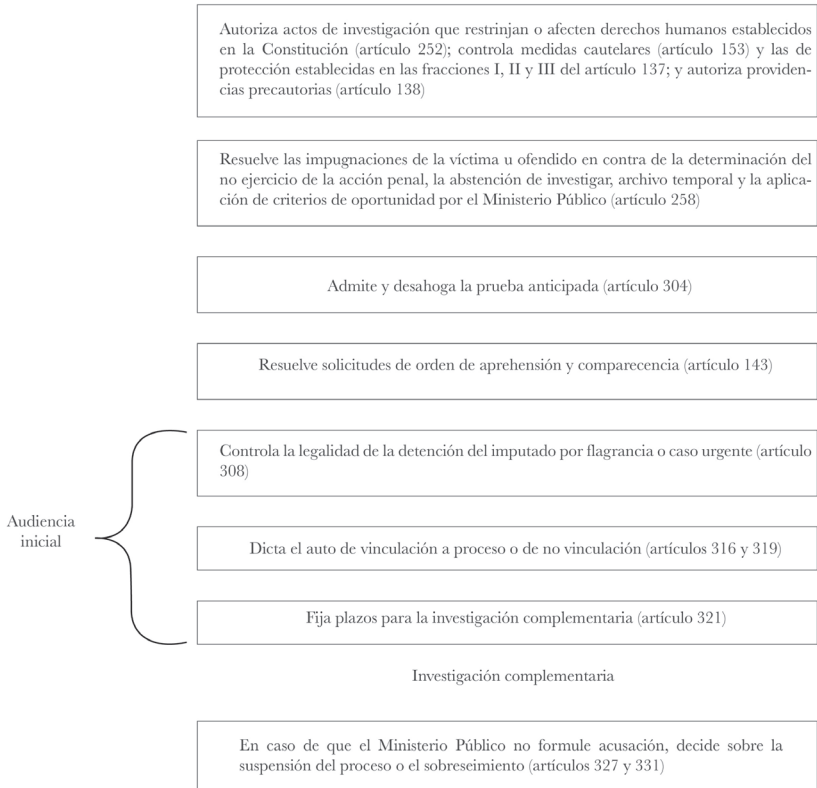 Autoriza actos de investigación que restrinjan o afecten derechos humanos establecidos
en la Constitución (artículo 252); controla medidas cautelares (artículo 153) y las de
protección establecidas en las fracciones I, II y III del artículo 137; y autoriza providen-
cias precautorias (artículo 138)
Resuelve las impugnaciones de la víctima u ofendido en contra de la determinación del
no ejercicio de la acción penal, la abstención de investigar, archivo temporal y la aplica-
ción de criterios de oportunidad por el Ministerio Público (artículo 258)
Admite y desahoga la prueba anticipada (artículo 304)
Resuelve solicitudes de orden de aprehensión y comparecencia (artículo 143)
Audiencia
inicial
Controla la legalidad de la detención del imputado por flagrancia o caso urgente (artículo
308)
Dicta el auto de vinculación a proceso o de no vinculación (artículos 316 y 319)
Fija plazos para la investigación complementaria (artículo 321)
Investigación complementaria
En caso de que el Ministerio Público no formule acusación, decide sobre la
suspensión del proceso o el sobreseimiento (artículos 327 y 331)